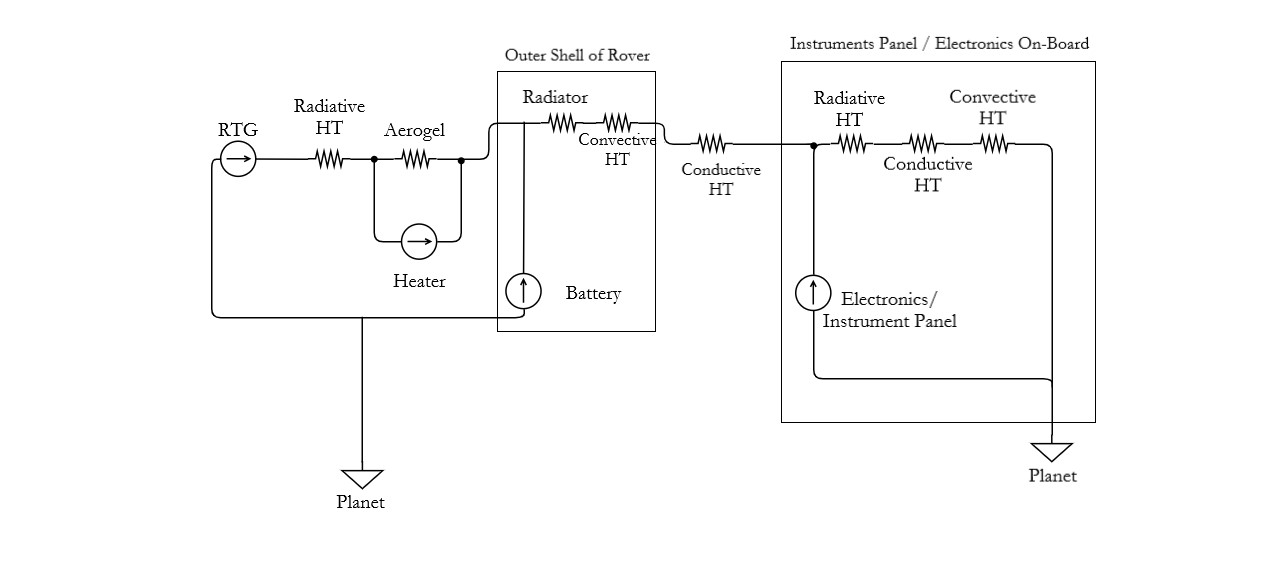 Instruments Panel / Electronics On-Board
Outer Shell of Rover
Radiator
Radiative
HT
Convective
HT
Radiative
HT
RTG
Aerogel
Convective
HT
Conductive
HT
Conductive
HT
Heater
Battery
Electronics/
Instrument Panel
Planet
Planet